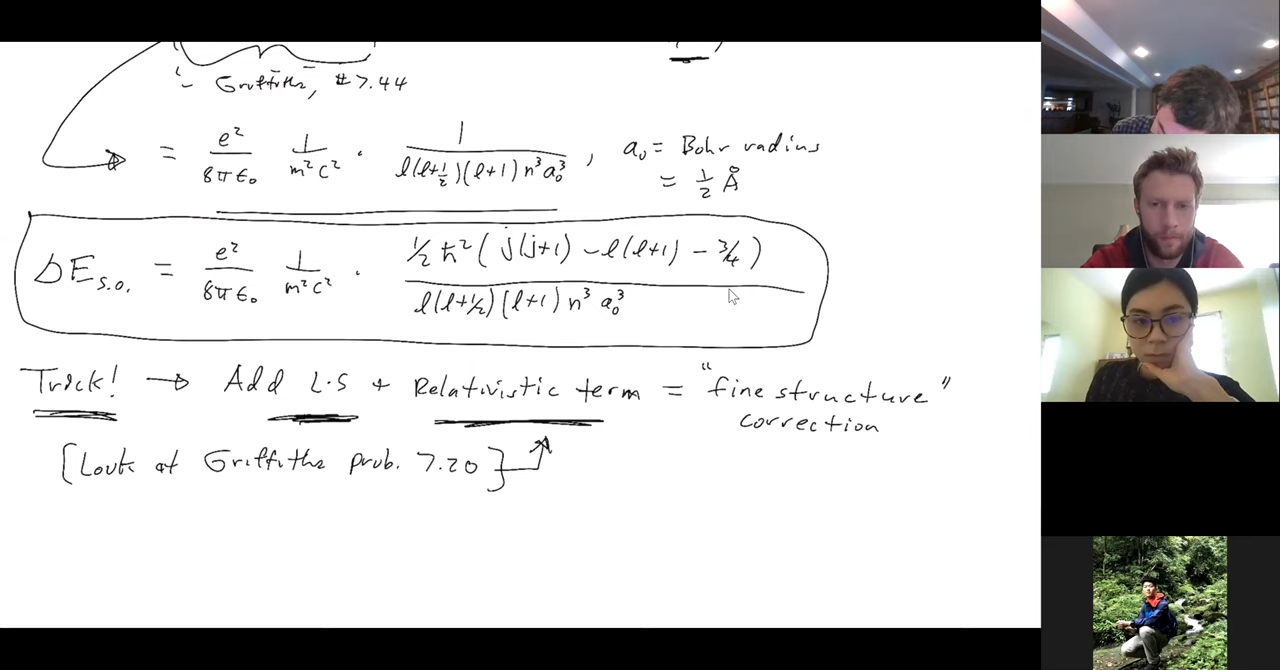 ~ Griffiths, #7.44
= e²/8πε₀ 1/m²c² · 1/l(l+½)(l+1)n³a₀³ , a₀ = Bohr radius
= ½ Å
ΔE_s.o. = e²/8πε₀ 1/m²c² · ½ħ²(j(j+1) - l(l+1) - ¾)/l(l+½)(l+1)n³a₀³
Trick! → Add L·S + Relativistic term = "fine structure"
correction
[Look at Griffiths prob. 7.20]